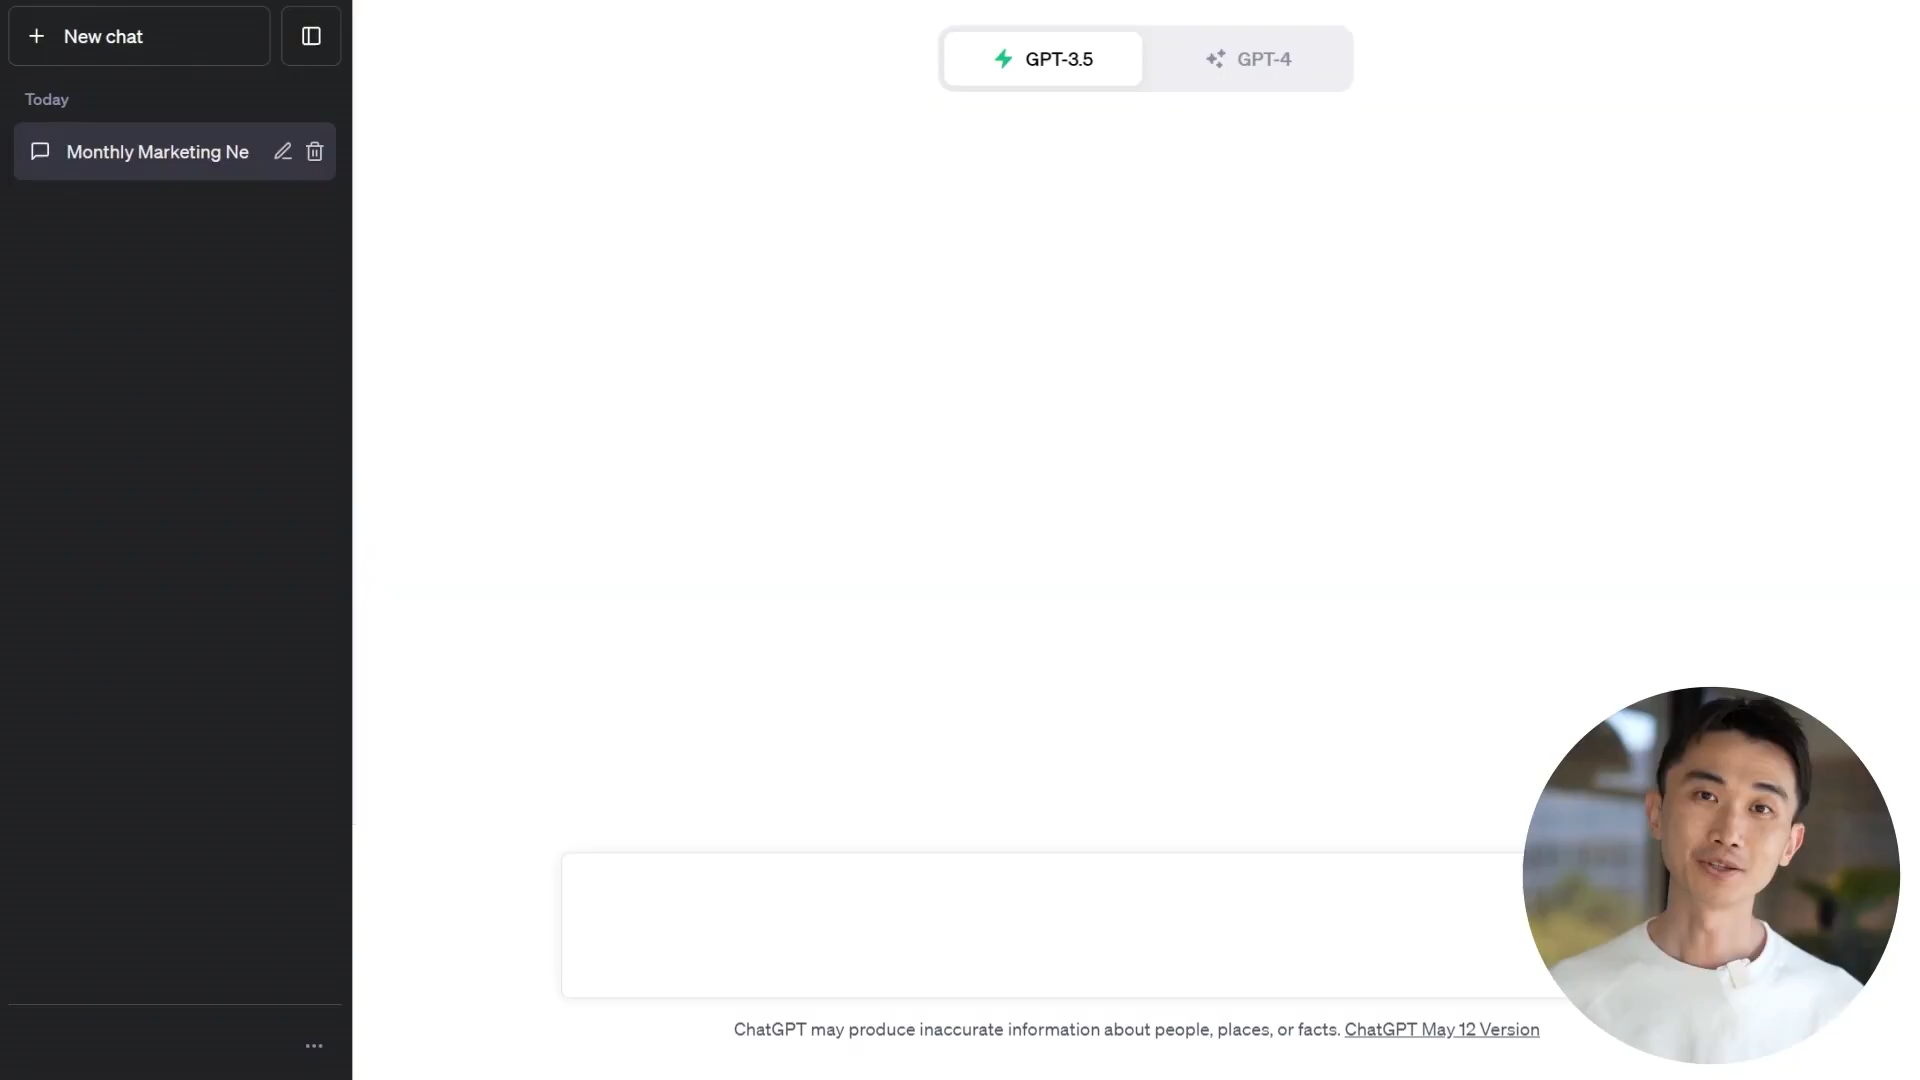 New chat
Today
Monthly Marketing Ne
GPT-3.5
GPT-4
ChatGPT may produce inaccurate information about people, places, or facts. ChatGPT May 12 Version